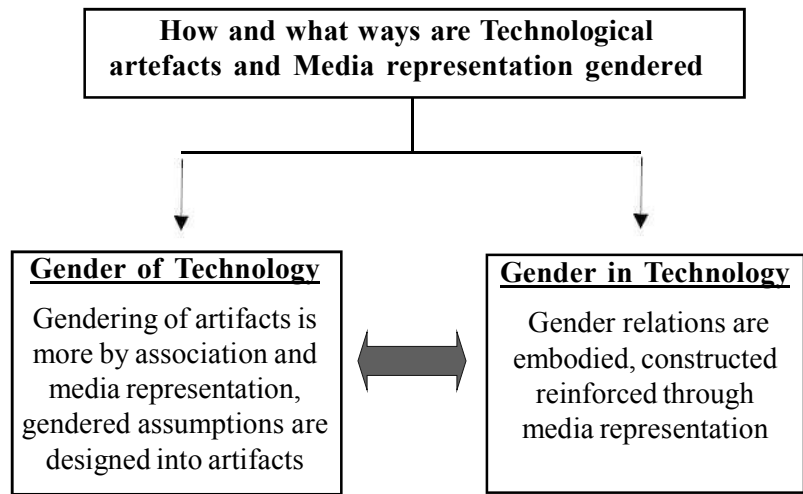 How and what ways are Technological
artefacts and Media representation gendered
Gender of Technology
Gendering of artifacts is
more by association and
media representation,
gendered assumptions are
designed into artifacts
Gender in Technology
Gender relations are
embodied, constructed
reinforced through
media representation